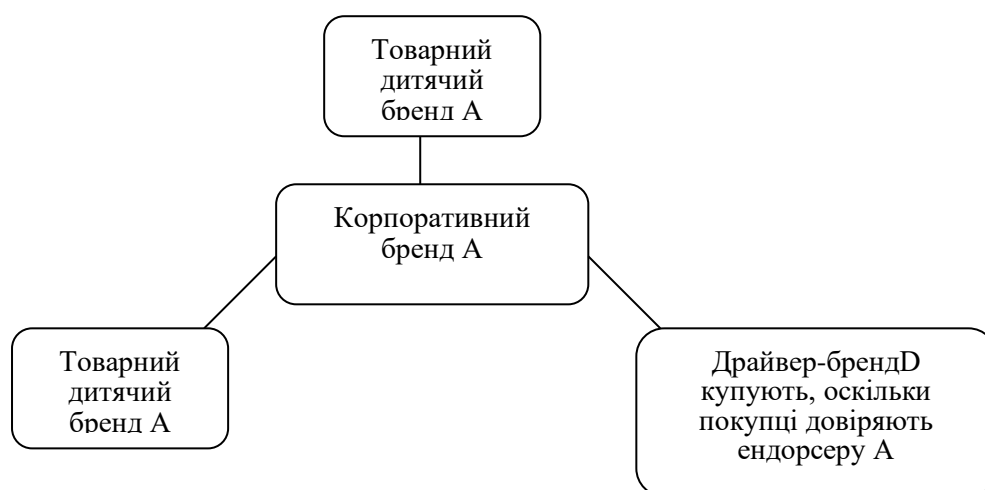 Товарний
дитячий
бренд А
Корпоративний
бренд А
Товарний
дитячий
бренд А
Драйвер-брендD
купують, оскільки
покупці довіряють
ендорсеру А